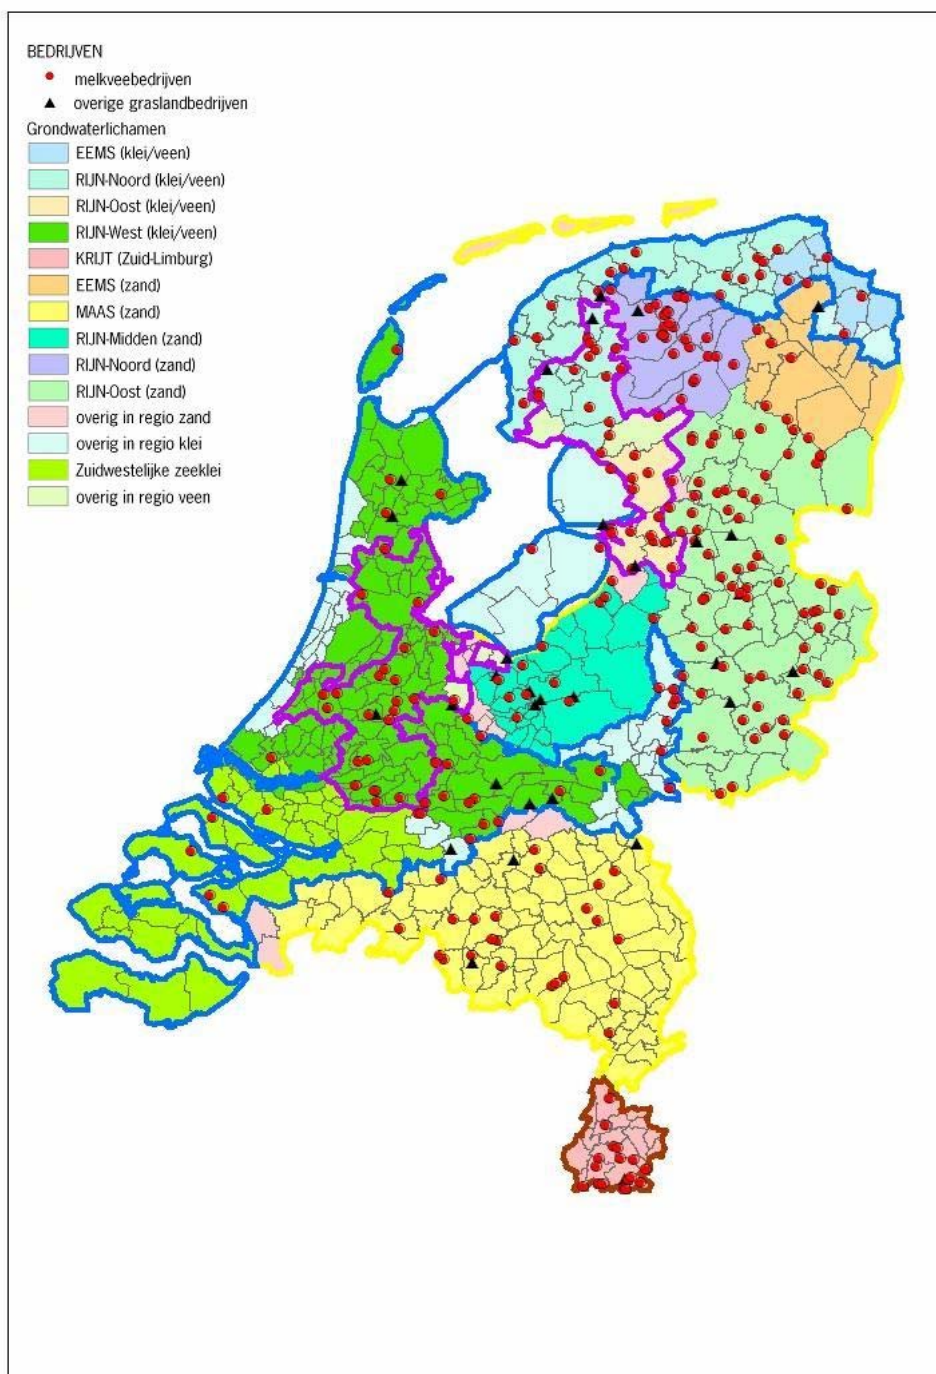 BEDRIJVEN
melkveebedrijven
overige graslandbedrijven
Grondwaterlichamen
EEMS (klei/veen)
RIJN-Noord (klei/veen)
RIJN-Oost (klei/veen)
RIJN-West (klei/veen)
KRIJT (Zuid-Limburg)
EEMS (zand)
MAAS (zand)
RIJN-Midden (zand)
RIJN-Noord (zand)
RIJN-Oost (zand)
overig in regio zand
overig in regio klei
Zuidwestelijke zeeklei
overig in regio veen